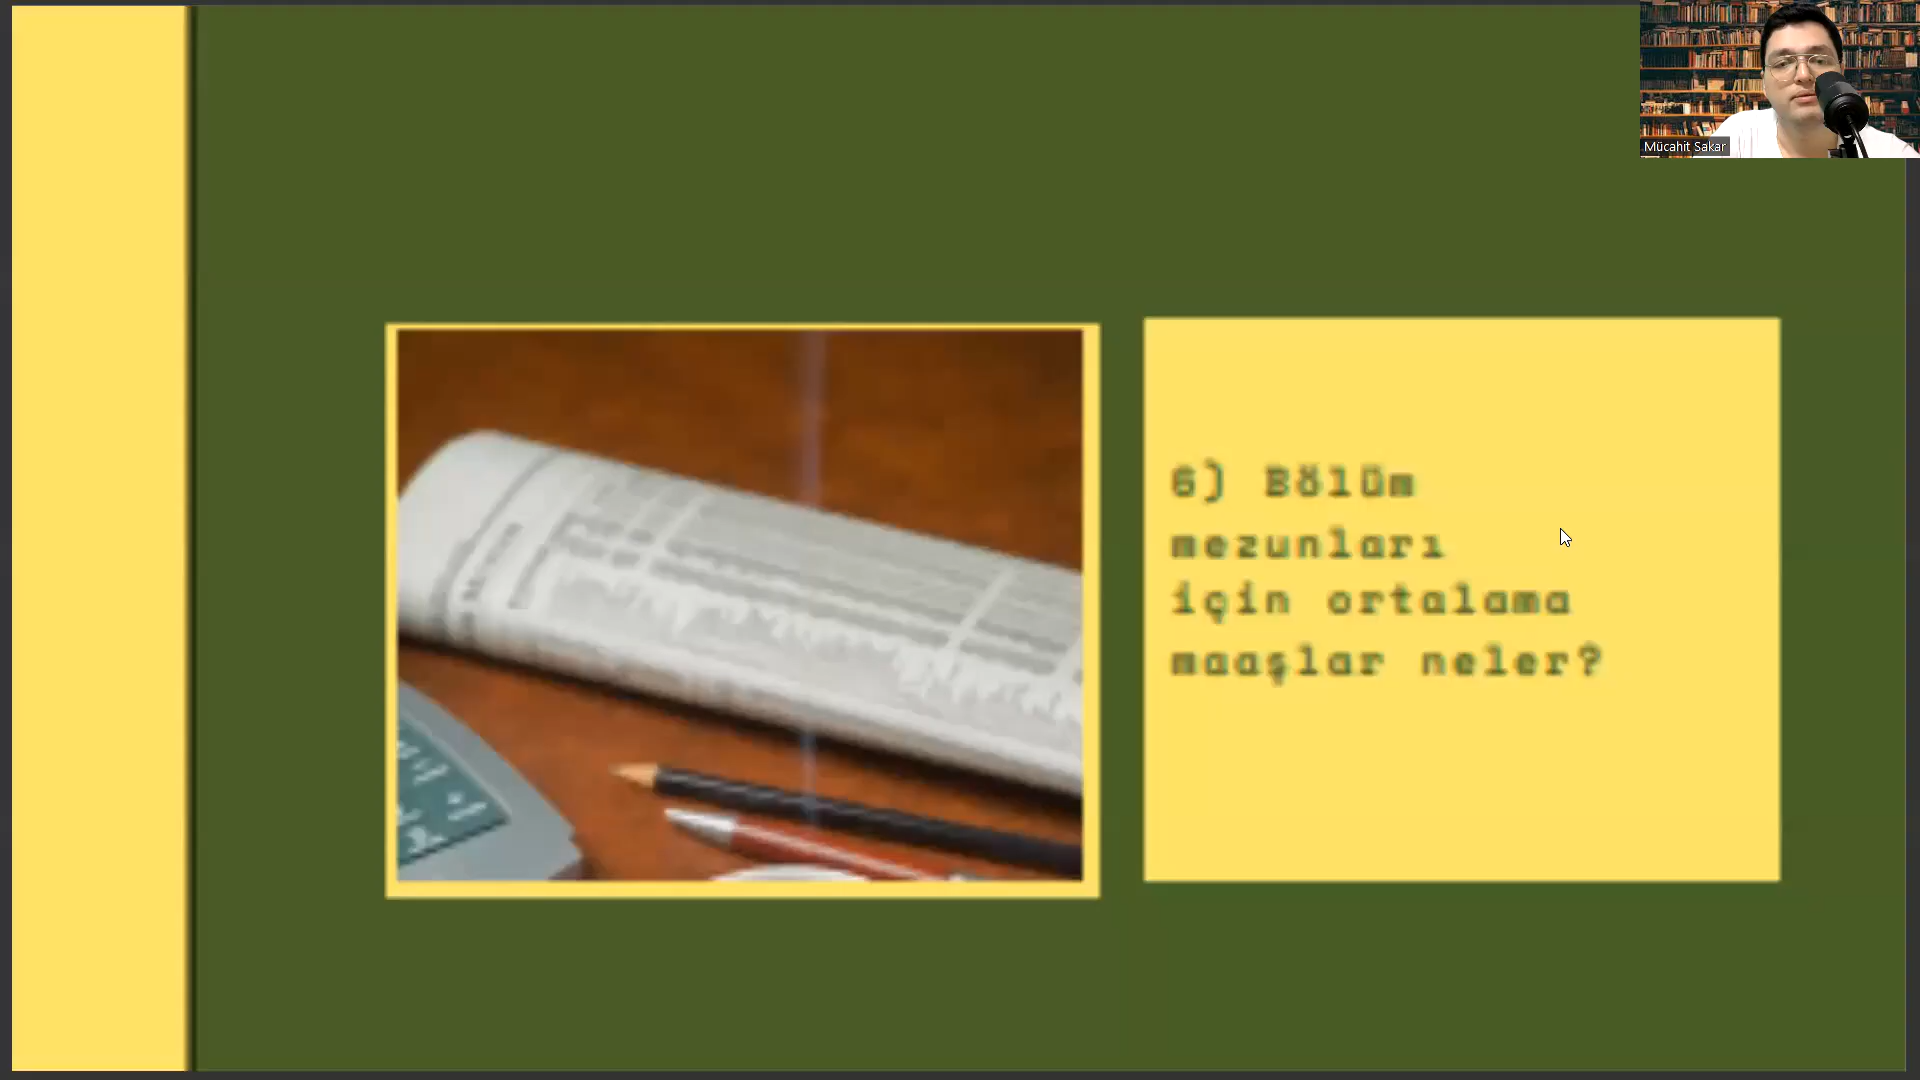 Mücahit Sakar
6) Bölüm
mezunları
için ortalama
maaşlar neler?